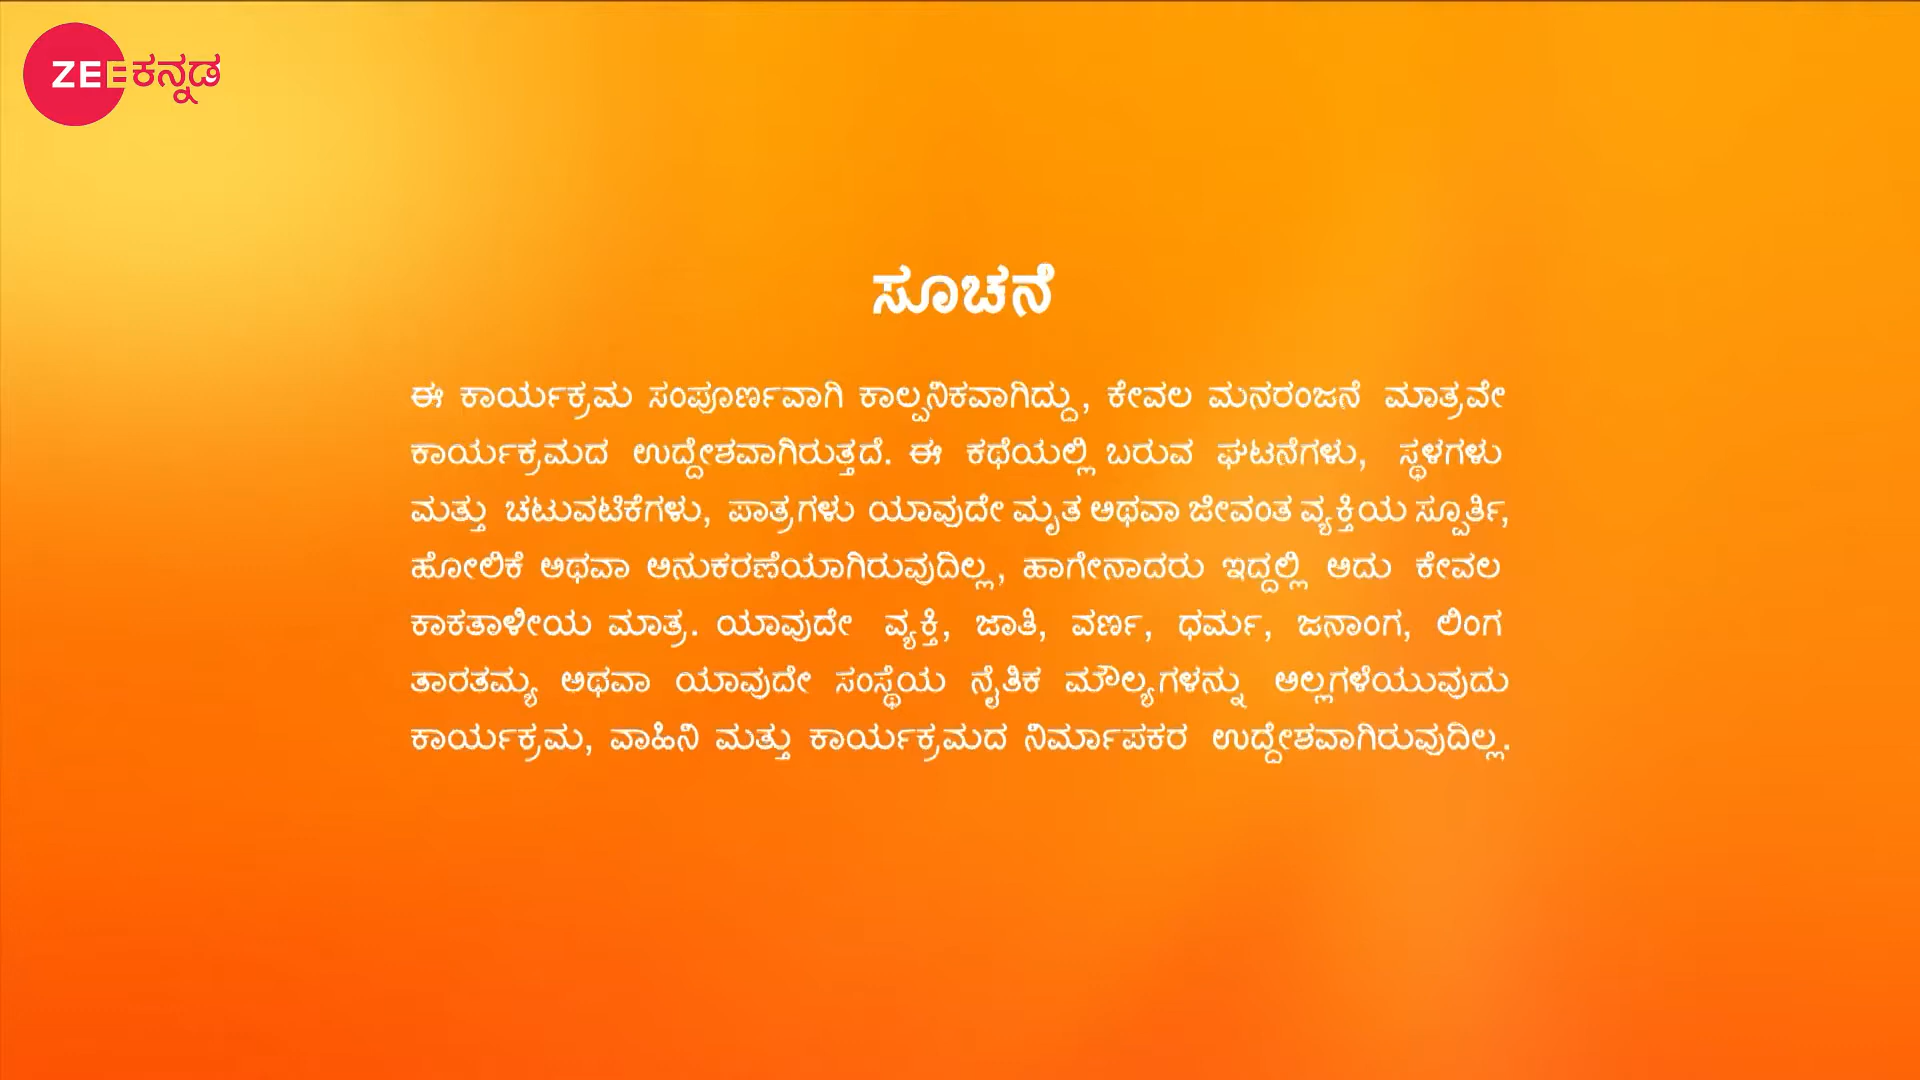 ZEEಕನ್ನಡ
ಸೂಚನೆ
ಈ ಕಾರ್ಯಕ್ರಮ ಸಂಪೂರ್ಣವಾಗಿ ಕಾಲ್ಪನಿಕವಾಗಿದ್ದು, ಕೇವಲ ಮನರಂಜನೆ ಮಾತ್ರವೇ
ಕಾರ್ಯಕ್ರಮದ ಉದ್ದೇಶವಾಗಿರುತ್ತದೆ. ಈ ಕಥೆಯಲ್ಲಿ ಬರುವ ಘಟನೆಗಳು, ಸ್ಥಳಗಳು
ಮತ್ತು ಚಟುವಟಿಕೆಗಳು, ಪಾತ್ರಗಳು ಯಾವುದೇ ಮೃತ ಅಥವಾ ಜೀವಂತ ವ್ಯಕ್ತಿಯ ಸ್ಪೂರ್ತಿ,
ಹೋಲಿಕೆ ಅಥವಾ ಅನುಕರಣೆಯಾಗಿರುವುದಿಲ್ಲ, ಹಾಗೇನಾದರು ಇದ್ದಲ್ಲಿ ಅದು ಕೇವಲ
ಕಾಕತಾಳೀಯ ಮಾತ್ರ. ಯಾವುದೇ ವ್ಯಕ್ತಿ, ಜಾತಿ, ವರ್ಣ, ಧರ್ಮ, ಜನಾಂಗ, ಲಿಂಗ
ತಾರತಮ್ಯ ಅಥವಾ ಯಾವುದೇ ಸಂಸ್ಥೆಯ ನೈತಿಕ ಮೌಲ್ಯಗಳನ್ನು ಅಲ್ಲಗಳೆಯುವುದು
ಕಾರ್ಯಕ್ರಮ, ವಾಹಿನಿ ಮತ್ತು ಕಾರ್ಯಕ್ರಮದ ನಿರ್ಮಾಪಕರ ಉದ್ದೇಶವಾಗಿರುವುದಿಲ್ಲ.